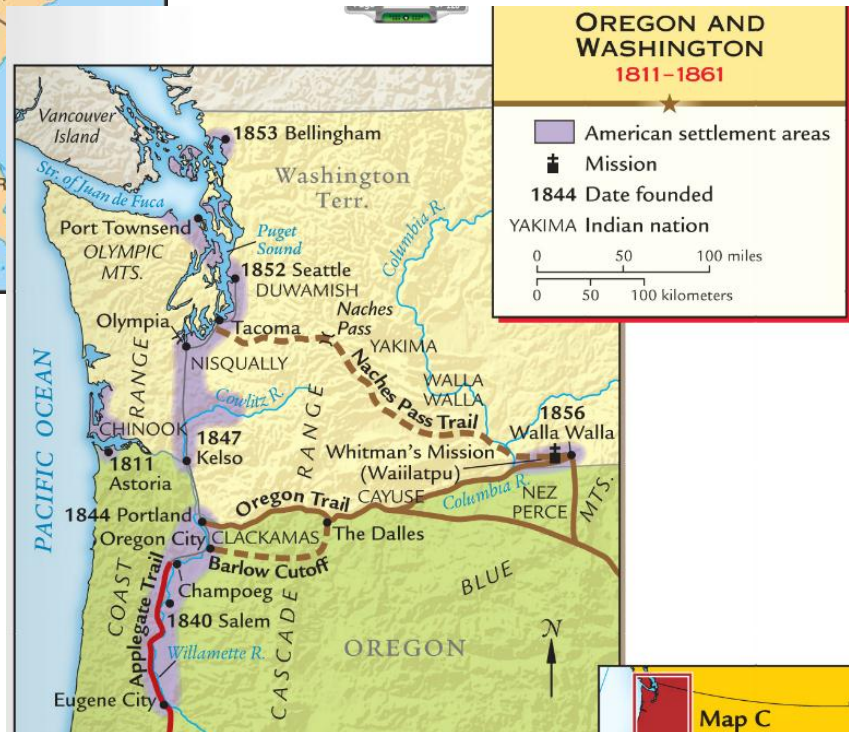 OREGON AND
WASHINGTON
1811–1861
American settlement areas
Mission
1844 Date founded
YAKIMA Indian nation
0 50 100 miles
0 50 100 kilometers
Vancouver
Island
1853 Bellingham
Washington
Terr.
Str. of Juan de Fuca
Port Townsend
Puget
Sound
Columbia R.
OLYMPIC
MTS.
1852 Seattle
DUWAMISH
Olympia
Tacoma
Naches
Pass
YAKIMA
NISQUALLY
Naches Pass Trail
WALLA
WALLA
PACIFIC OCEAN
COAST RANGE
Cowlitz R.
CASCADE RANGE
CHINOOK
1847
Kelso
1856
Walla Walla
Whitman's Mission
(Waiilatpu)
1811
Astoria
Oregon Trail
CAYUSE
Columbia R.
NEZ
PERCE
BLUE MTS.
1844 Portland
Oregon City
CLACKAMAS
The Dalles
Barlow Cutoff
Applegate Trail
Champoeg
1840 Salem
Willamette R.
OREGON
N
Eugene City
Map C